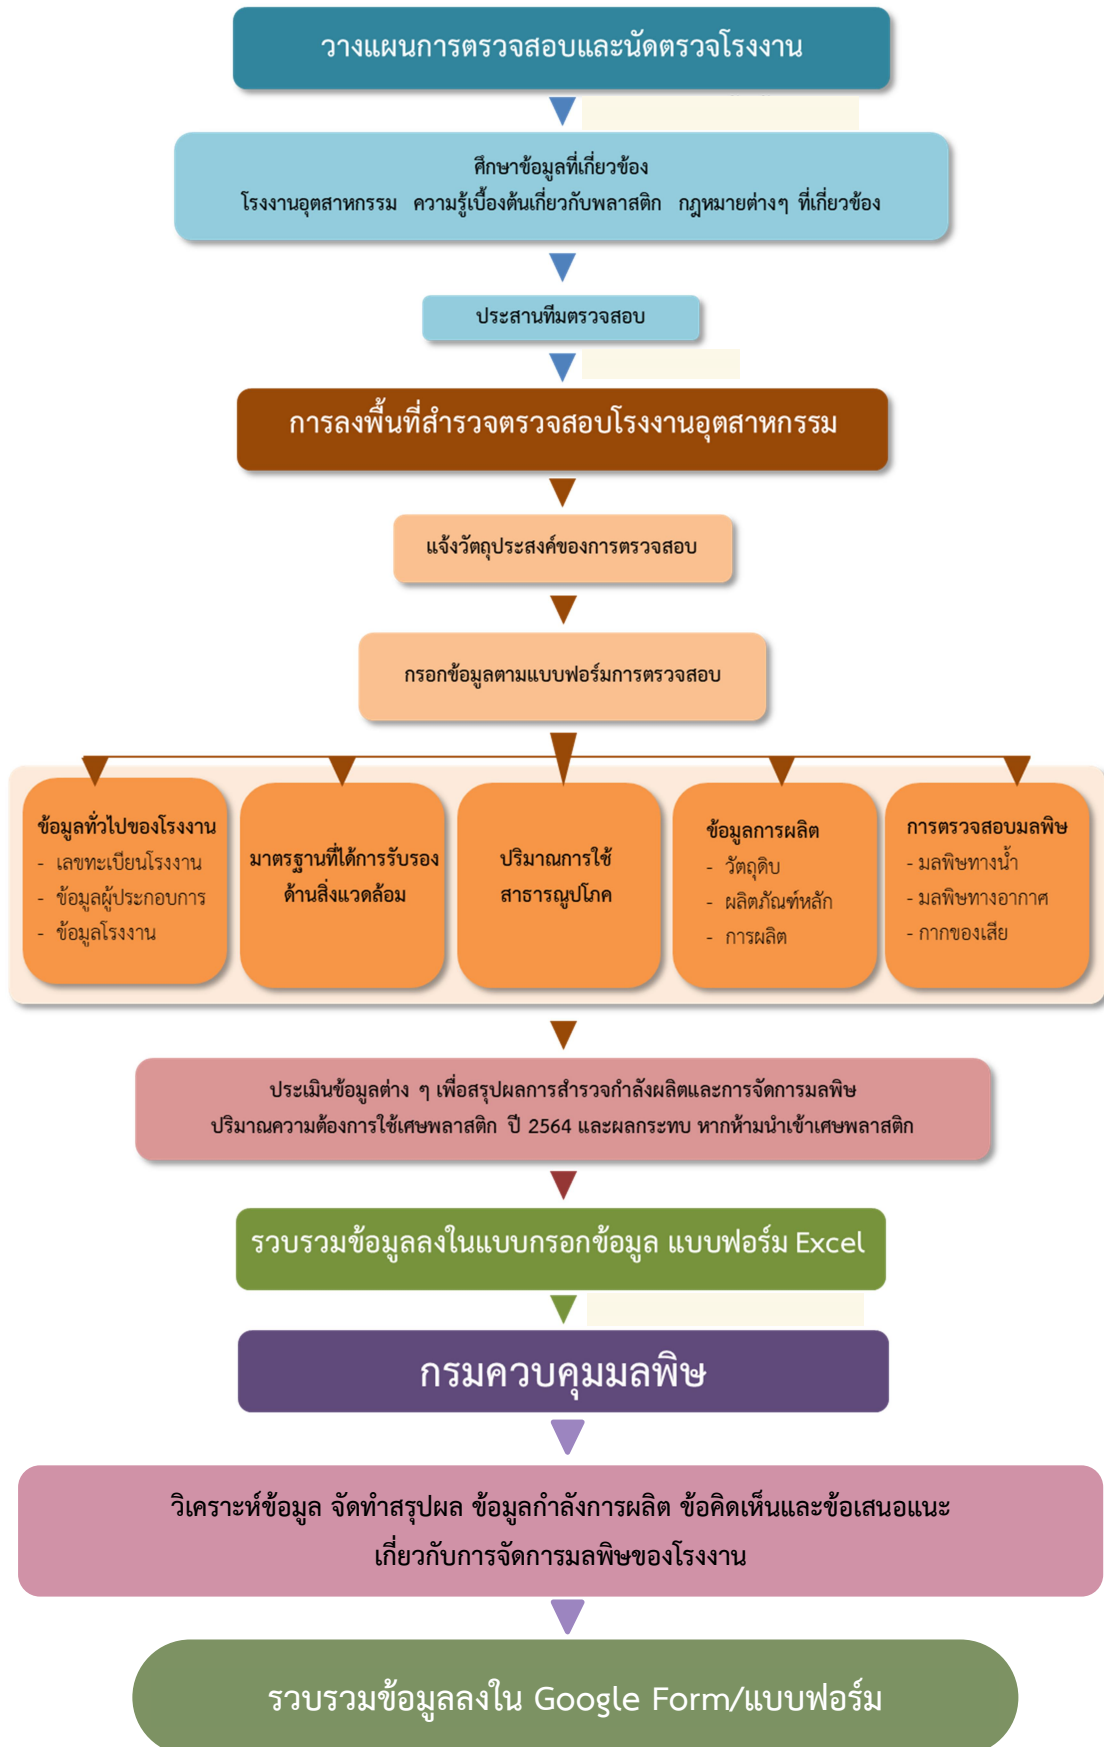 วางแผนการตรวจสอบและนัดตรวจโรงงาน
ศึกษาข้อมูลที่เกี่ยวข้อง
โรงงานอุตสาหกรรม ความรู้เบื้องต้นเกี่ยวกับพลาสติก กฎหมายต่างๆ ที่เกี่ยวข้อง
ประสานทีมตรวจสอบ
การลงพื้นที่สำรวจตรวจสอบโรงงานอุตสาหกรรม
แจ้งวัตถุประสงค์ของการตรวจสอบ
กรอกข้อมูลตามแบบฟอร์มการตรวจสอบ
ข้อมูลทั่วไปของโรงงาน
- เลขทะเบียนโรงงาน
- ข้อมูลผู้ประกอบการ
- ข้อมูลโรงงาน
มาตรฐานที่ได้การรับรอง
ด้านสิ่งแวดล้อม
ปริมาณการใช้
สาธารณูปโภค
ข้อมูลการผลิต
- วัตถุดิบ
- ผลิตภัณฑ์หลัก
- การผลิต
การตรวจสอบมลพิษ
- มลพิษทางน้ำ
- มลพิษทางอากาศ
- กากของเสีย
ประเมินข้อมูลต่าง ๆ เพื่อสรุปผลการสำรวจกำลังผลิตและการจัดการมลพิษ
ปริมาณความต้องการใช้เศษพลาสติก ปี 2564 และผลกระทบ หากห้ามนำเข้าเศษพลาสติก
รวบรวมข้อมูลลงในแบบกรอกข้อมูล แบบฟอร์ม Excel
กรมควบคุมมลพิษ
วิเคราะห์ข้อมูล จัดทำสรุปผล ข้อมูลกำลังการผลิต ข้อคิดเห็นและข้อเสนอแนะ
เกี่ยวกับการจัดการมลพิษของโรงงาน
รวบรวมข้อมูลลงใน Google Form/แบบฟอร์ม